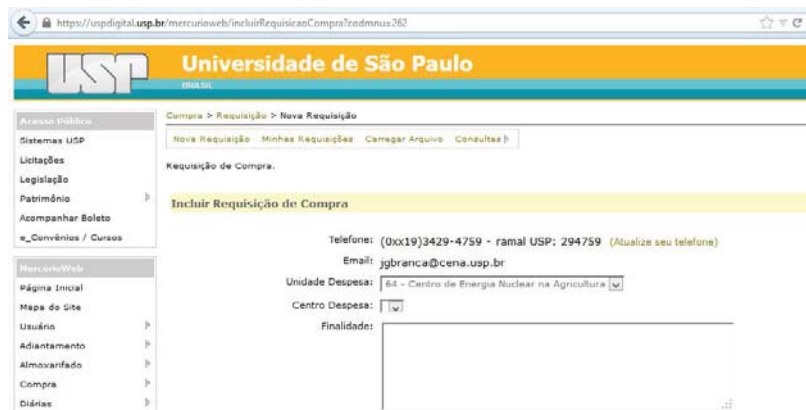 https://uspdigital.usp.br/mercurioweb/incluirRequisicaoCompra?codmnu=262
USP
Universidade de São Paulo
BRASIL
Acesso Público
Sistemas USP
Licitações
Legislação
Patrimônio
Acompanhar Boleto
e_Convênios / Cursos
MercúrioWeb
Página Inicial
Mapa do Site
Usuário
Adiantamento
Almoxarifado
Compra
Diárias
Compra > Requisição > Nova Requisição
Nova Requisição Minhas Requisições Carregar Arquivo Consultas
Requisição de Compra.
Incluir Requisição de Compra
Telefone: (0xx19)3429-4759 - ramal USP: 294759 (Atualize seu telefone)
Email: jgbranca@cena.usp.br
Unidade Despesa: 64 - Centro de Energia Nuclear na Agricultura
Centro Despesa:
Finalidade: